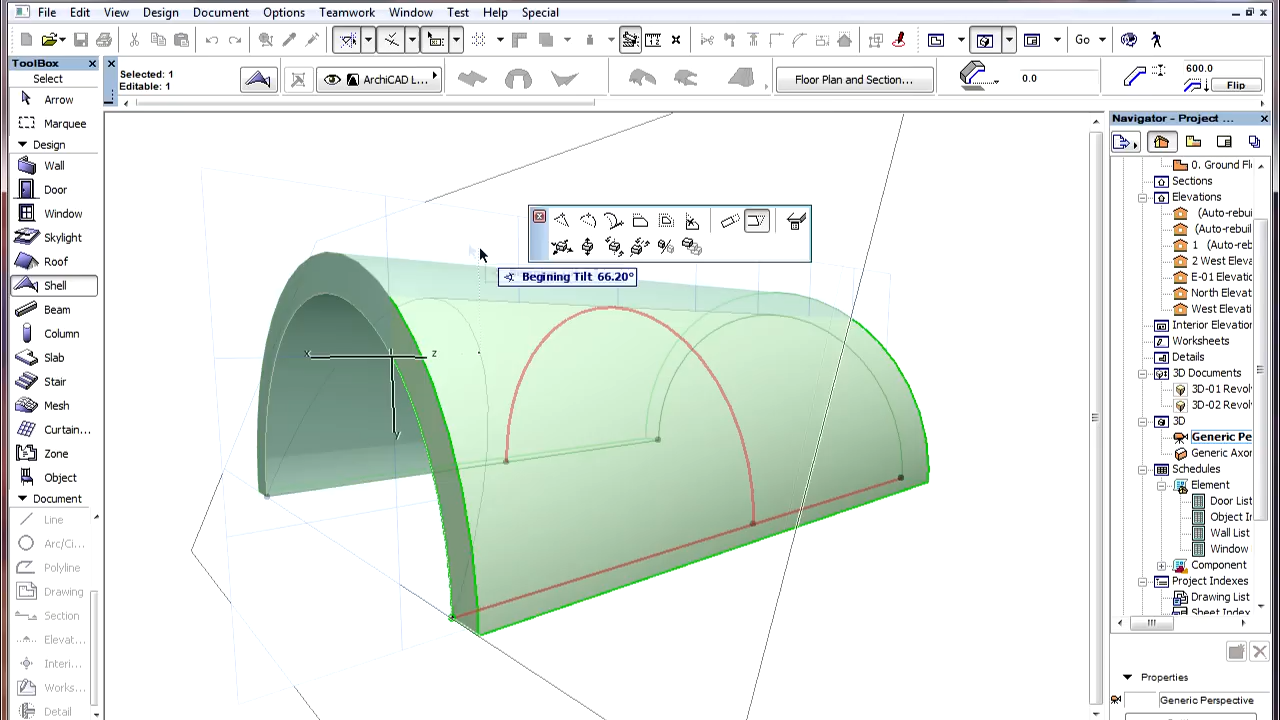 File Edit View Design Document Options Teamwork Window Test Help Special
Go
ToolBox
Select
Selected: 1
Editable: 1
ArchiCAD L...
Floor Plan and Section...
0.0
600.0
Flip
Arrow
Marquee
Design
Wall
Door
Window
Skylight
Roof
Shell
Beam
Column
Slab
Stair
Mesh
Curtain...
Zone
Object
Document
Line
Arc/Ci...
Polyline
Drawing
Section
Elevat...
Interi...
Works...
Detail
Begining Tilt 66.20°
x
z
y
Navigator - Project ...
0. Ground Fl
Sections
Elevations
(Auto-rebui
(Auto-rebui
1 (Auto-reb
2 West Elevat
E-01 Elevatio
North Elevat
West Elevat
Interior Elevation
Worksheets
Details
3D Documents
3D-01 Revol
3D-02 Revol
3D
Generic Pe
Generic Axor
Schedules
Element
Door List
Object In
Wall List
Window
Component
Project Indexes
Drawing List
Sheet Index
Properties
Generic Perspective